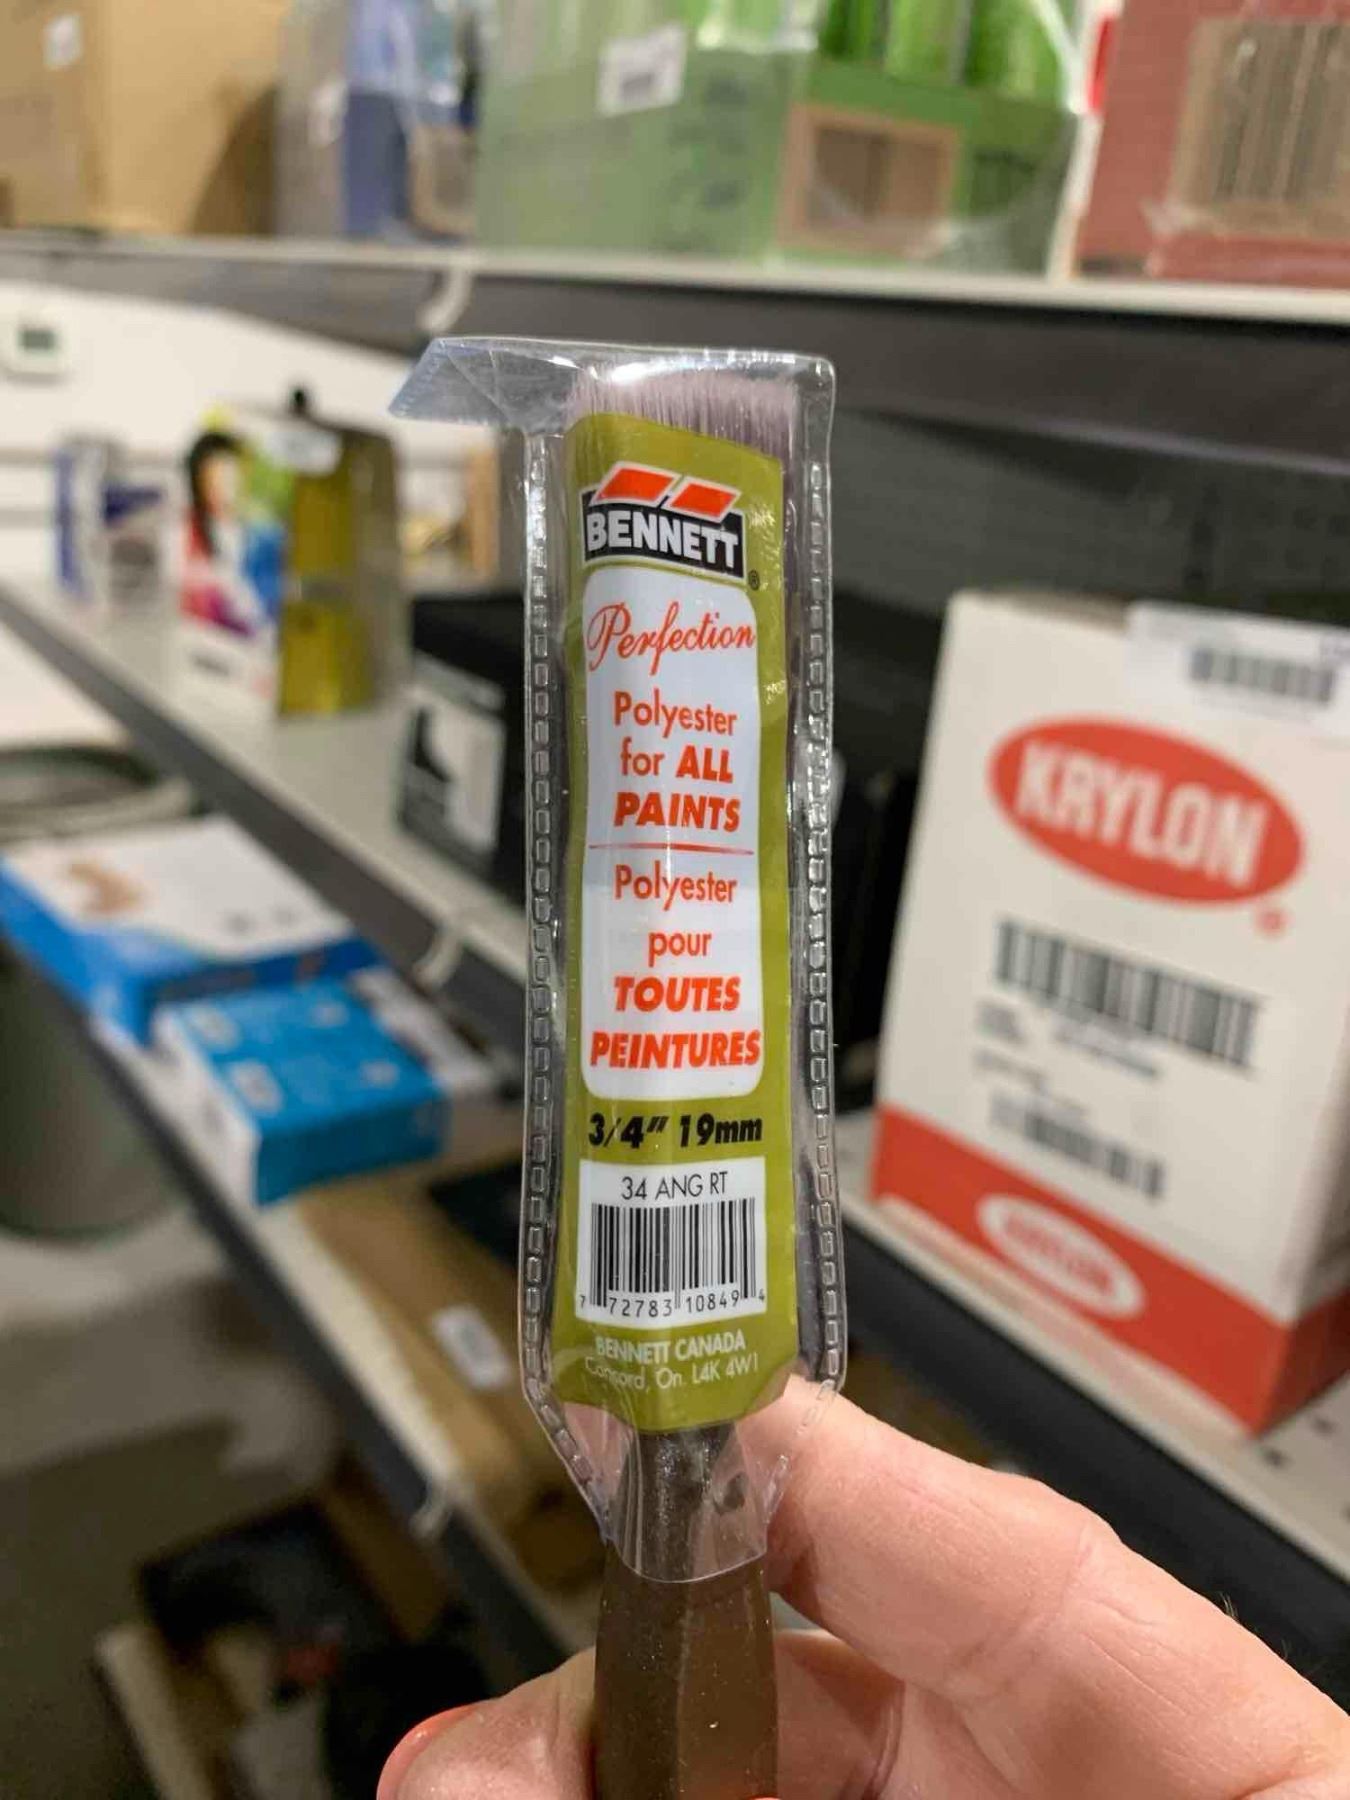 BENNETT
®
Perfection
Polyester
for ALL
PAINTS
Polyester
pour
TOUTES
PEINTURES
3/4" 19mm
34 ANG RT
7 72783 10849 4
BENNETT CANADA
Concord, On. L4K 4W1
KRYLON